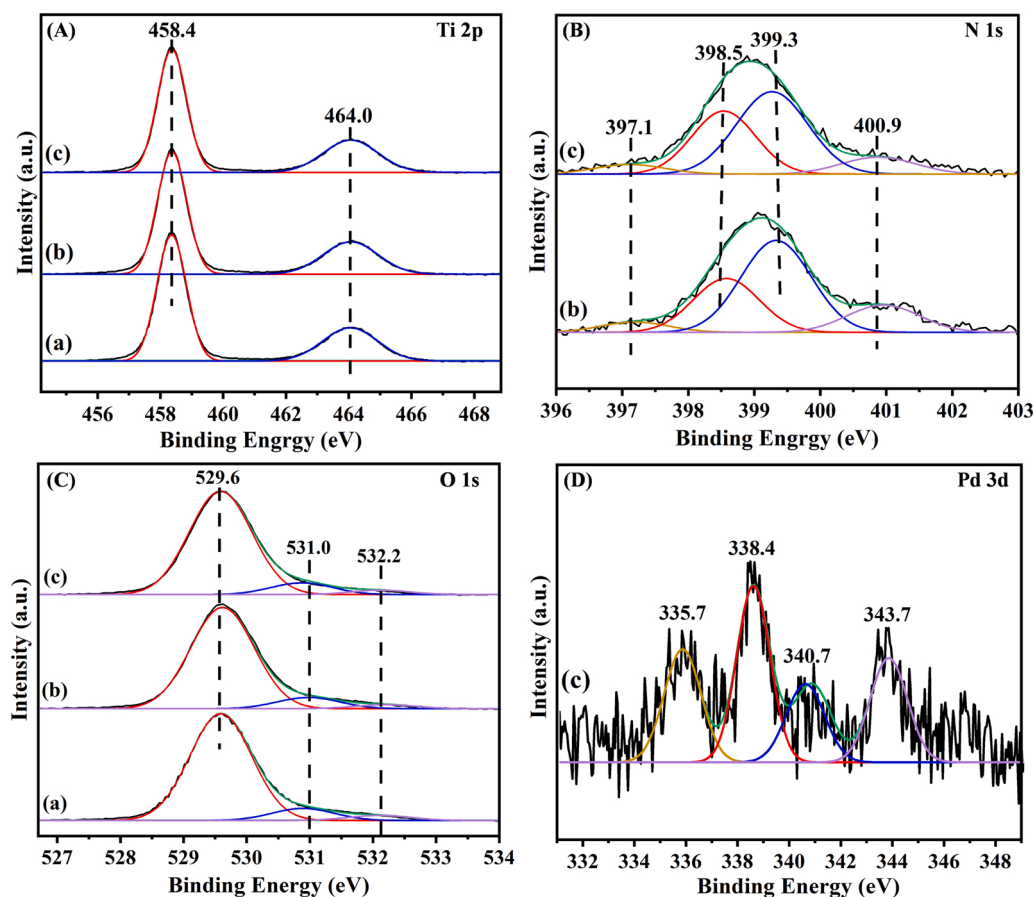 (A)
458.4
Ti 2p
464.0
(c)
(b)
(a)
Intensity (a.u.)
456 458 460 462 464 466 468
Binding Engrgy (eV)
(B)
N 1s
399.3
398.5
397.1
400.9
(c)
(b)
Intensity (a.u.)
396 397 398 399 400 401 402 403
Binding Engrgy (eV)
(C)
529.6
O 1s
531.0
532.2
(c)
(b)
(a)
Intensity (a.u.)
527 528 529 530 531 532 533 534
Binding Energy (eV)
(D)
Pd 3d
338.4
335.7
343.7
340.7
(c)
Intensity (a.u.)
332 334 336 338 340 342 344 346 348
Binding Energy (eV)